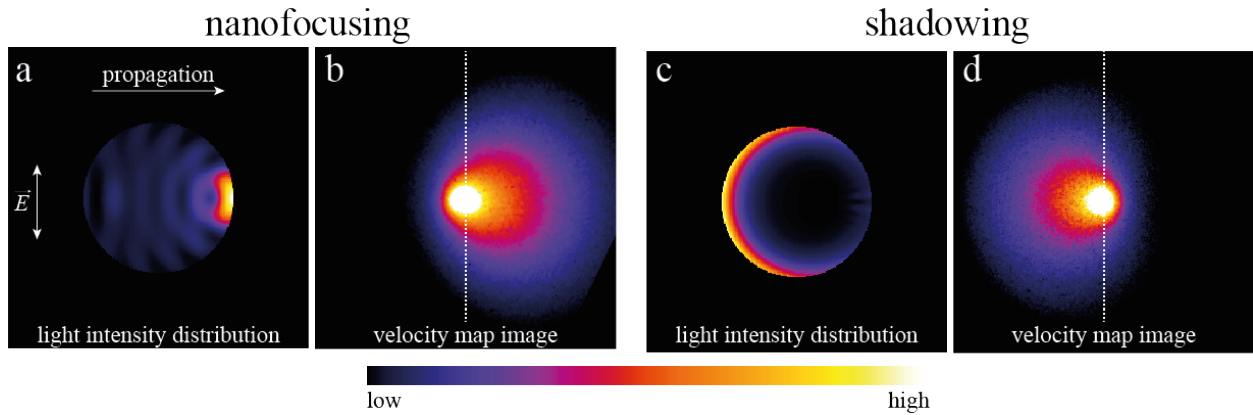 nanofocusing
shadowing
a
propagation
E
light intensity distribution
b
velocity map image
c
light intensity distribution
d
velocity map image
low
high